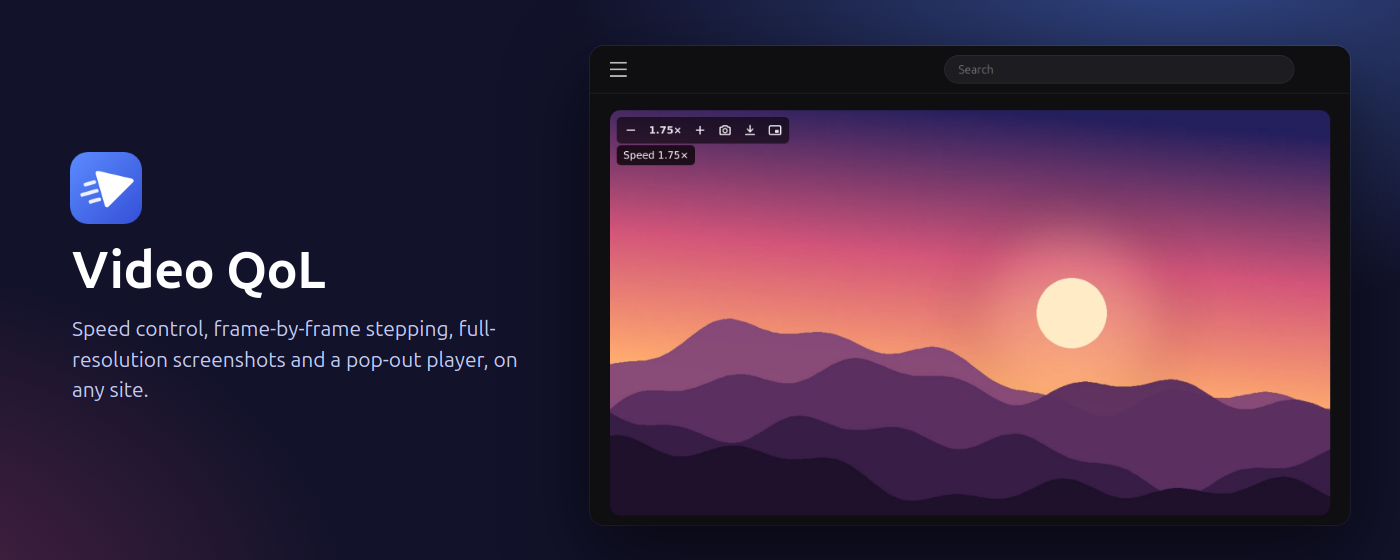 Video QoL
Speed control, frame-by-frame stepping, full-
resolution screenshots and a pop-out player, on
any site.
Search
− 1.75× +
Speed 1.75×